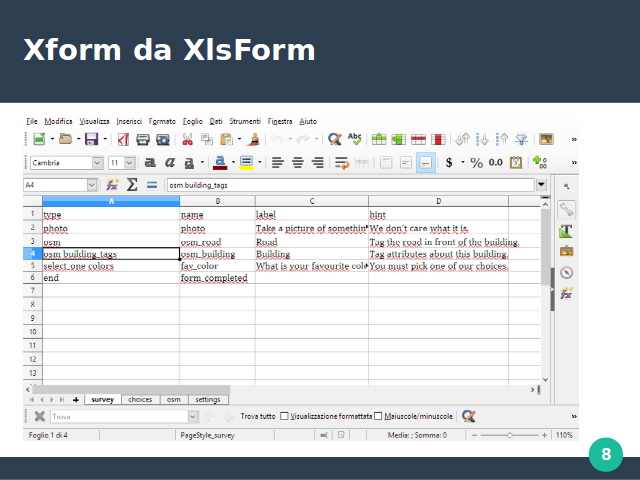 Xform da XlsForm
File Modifica Visualizza Inserisci Formato Foglio Dati Strumenti Finestra Aiuto
Abc
»
Cambria 11 a a a a $ % 0.0 »
A4 osm building_tags
A B C D
1 type name label hint
2 photo photo Take a picture of somethin We don't care what it is.
3 osm osm_road Road Tag the road in front of the building.
4 osm building_tags osm_building Building Tag attributes about this building.
5 select_one colors fav_color What is your favourite colo You must pick one of our choices.
6 end form_completed
7
8
9
10
11
12
13
survey choices osm settings
Trova Trova tutto Visualizzazione formattata Maiuscole/minuscole »
Foglio 1 di 4 PageStyle_survey Media: ; Somma: 0 110%
8